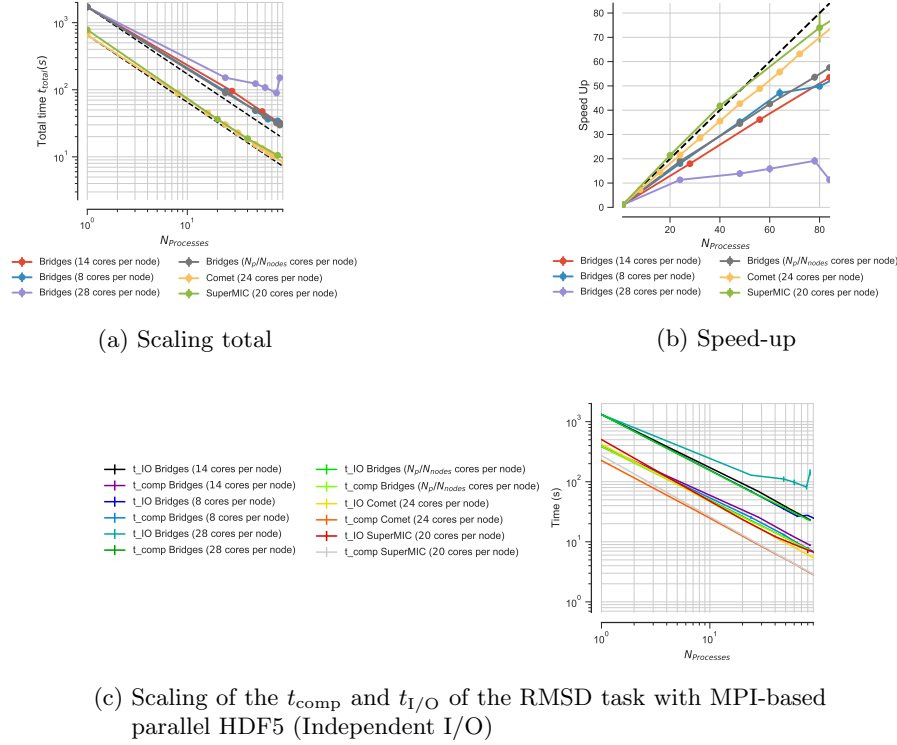 10³
10²
10¹
Total time t_total(s)
10⁰
10¹
N_Processes
Bridges (14 cores per node)
Bridges (8 cores per node)
Bridges (28 cores per node)
Bridges (N_p/N_nodes cores per node)
Comet (24 cores per node)
SuperMIC (20 cores per node)
(a) Scaling total
80
70
60
50
40
30
20
10
0
Speed Up
20
40
60
80
N_Processes
Bridges (14 cores per node)
Bridges (8 cores per node)
Bridges (28 cores per node)
Bridges (N_p/N_nodes cores per node)
Comet (24 cores per node)
SuperMIC (20 cores per node)
(b) Speed-up
t_IO Bridges (14 cores per node)
t_comp Bridges (14 cores per node)
t_IO Bridges (8 cores per node)
t_comp Bridges (8 cores per node)
t_IO Bridges (28 cores per node)
t_comp Bridges (28 cores per node)
t_IO Bridges (N_p/N_nodes cores per node)
t_comp Bridges (N_p/N_nodes cores per node)
t_IO Comet (24 cores per node)
t_comp Comet (24 cores per node)
t_IO SuperMIC (20 cores per node)
t_comp SuperMIC (20 cores per node)
10³
10²
10¹
10⁰
Time (s)
10⁰
10¹
N_Processes
(c) Scaling of the t_comp and t_I/O of the RMSD task with MPI-based
parallel HDF5 (Independent I/O)